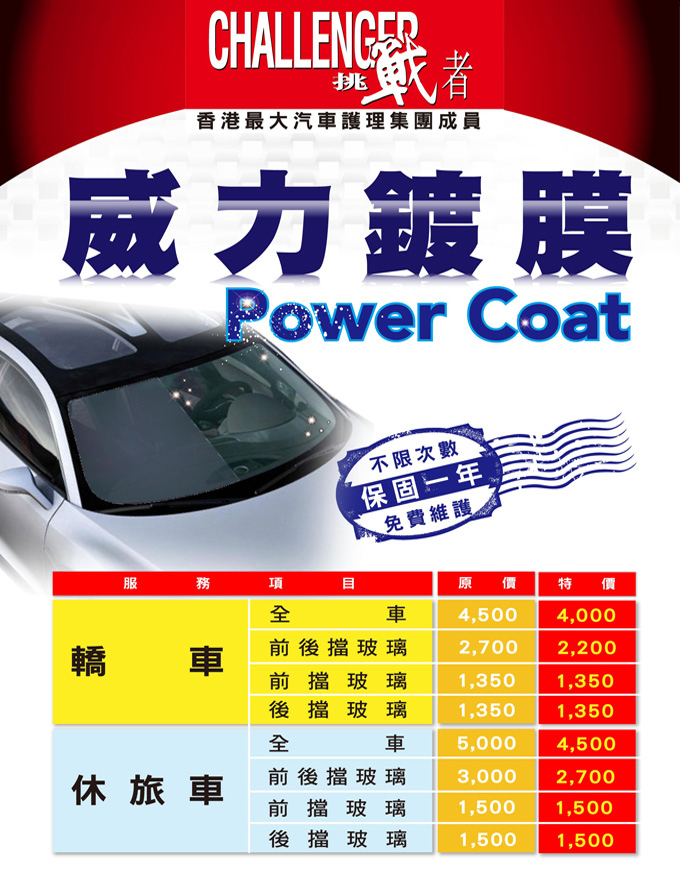 CHALLENGER
挑戰者
香港最大汽車護理集團成員
威力鍍膜
Power Coat
不限次數
保固一年
免費維護
服務項目 原價 特價
轎車
全車 4,500 4,000
前後擋玻璃 2,700 2,200
前擋玻璃 1,350 1,350
後擋玻璃 1,350 1,350
休旅車
全車 5,000 4,500
前後擋玻璃 3,000 2,700
前擋玻璃 1,500 1,500
後擋玻璃 1,500 1,500